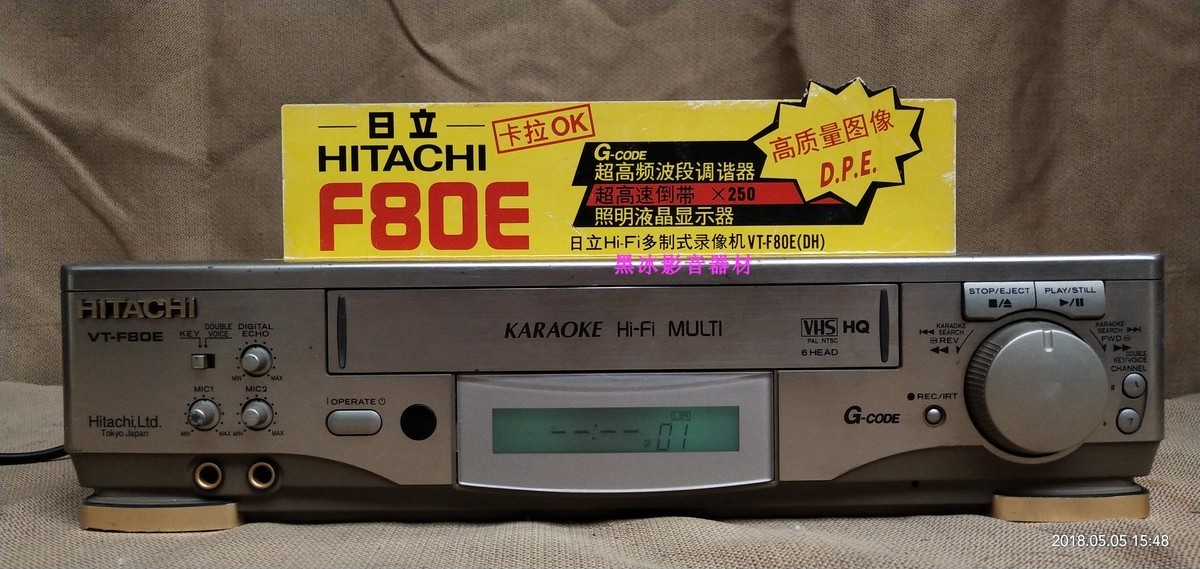 日立
HITACHI
卡拉OK
F80E
G-CODE
超高频波段调谐器
超高速倒带 ×250
照明液晶显示器
高质量图像
D.P.E.
日立Hi-Fi多制式录像机VT-F80E(DH)
黑冰影音器材
HITACHI
VT-F80E
KEY
DOUBLE
VOICE
DIGITAL
ECHO
MIN MAX
MIC1 MIC2
MIN MAX MIN MAX
Hitachi,Ltd.
Tokyo Japan
OPERATE
KARAOKE Hi-Fi MULTI
VHS HQ
PAL NTSC
6 HEAD
--:-- 01
G-CODE
REC/IRT
STOP/EJECT PLAY/STILL
KARAOKE
SEARCH
REV
KARAOKE
SEARCH
FWD
DOUBLE
KEY/VOICE
CHANNEL
2018.05.05 15:48